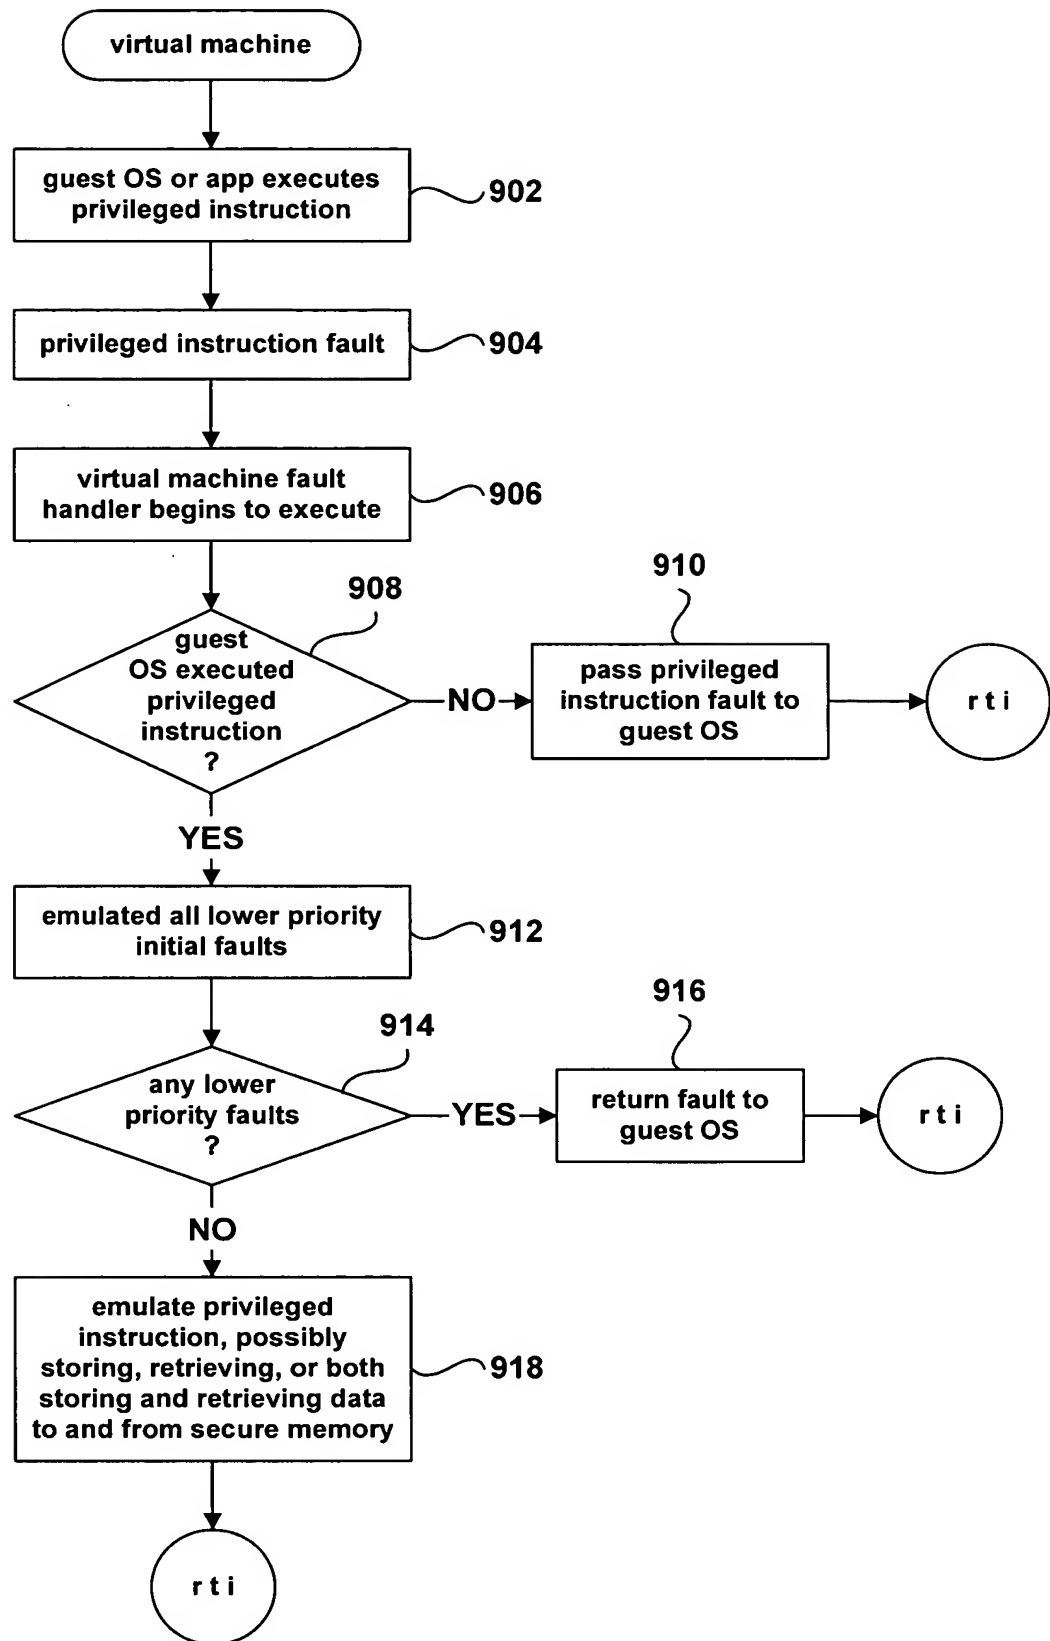 virtual machine
guest OS or app executes
privileged instruction
902
privileged instruction fault
904
virtual machine fault
handler begins to execute
906
908
guest
OS executed
privileged
instruction
?
NO
910
pass privileged
instruction fault to
guest OS
r t i
YES
emulated all lower priority
initial faults
912
914
any lower
priority faults
?
YES
916
return fault to
guest OS
r t i
NO
emulate privileged
instruction, possibly
storing, retrieving, or both
storing and retrieving data
to and from secure memory
918
r t i